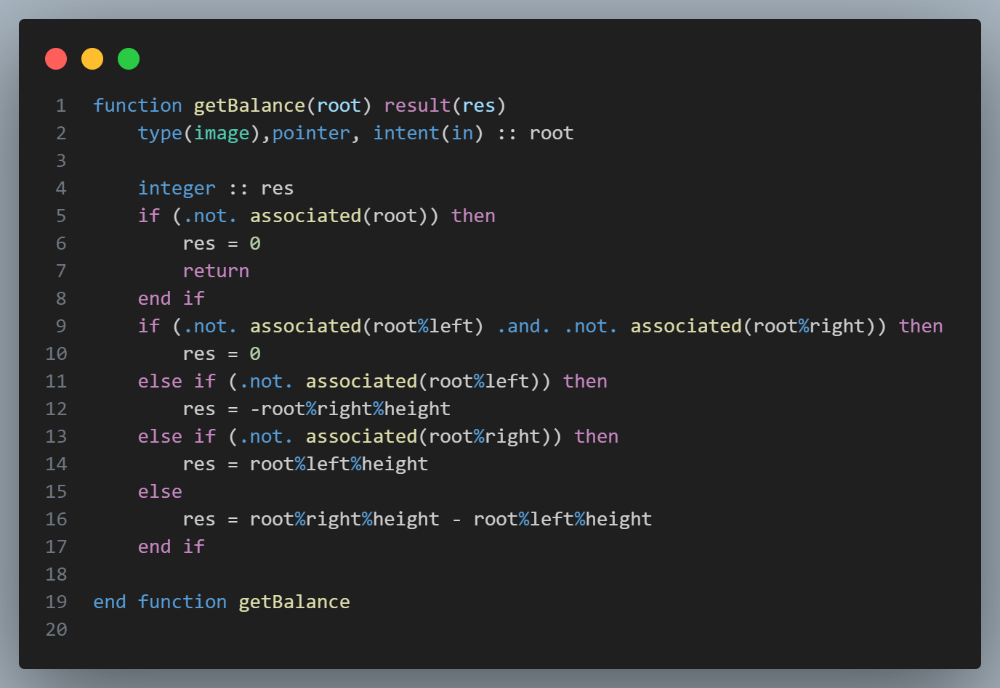 1 function getBalance(root) result(res)
2     type(image),pointer, intent(in) :: root
3
4     integer :: res
5     if (.not. associated(root)) then
6         res = 0
7         return
8     end if
9     if (.not. associated(root%left) .and. .not. associated(root%right)) then
10         res = 0
11     else if (.not. associated(root%left)) then
12         res = -root%right%height
13     else if (.not. associated(root%right)) then
14         res = root%left%height
15     else
16         res = root%right%height - root%left%height
17     end if
18
19 end function getBalance
20